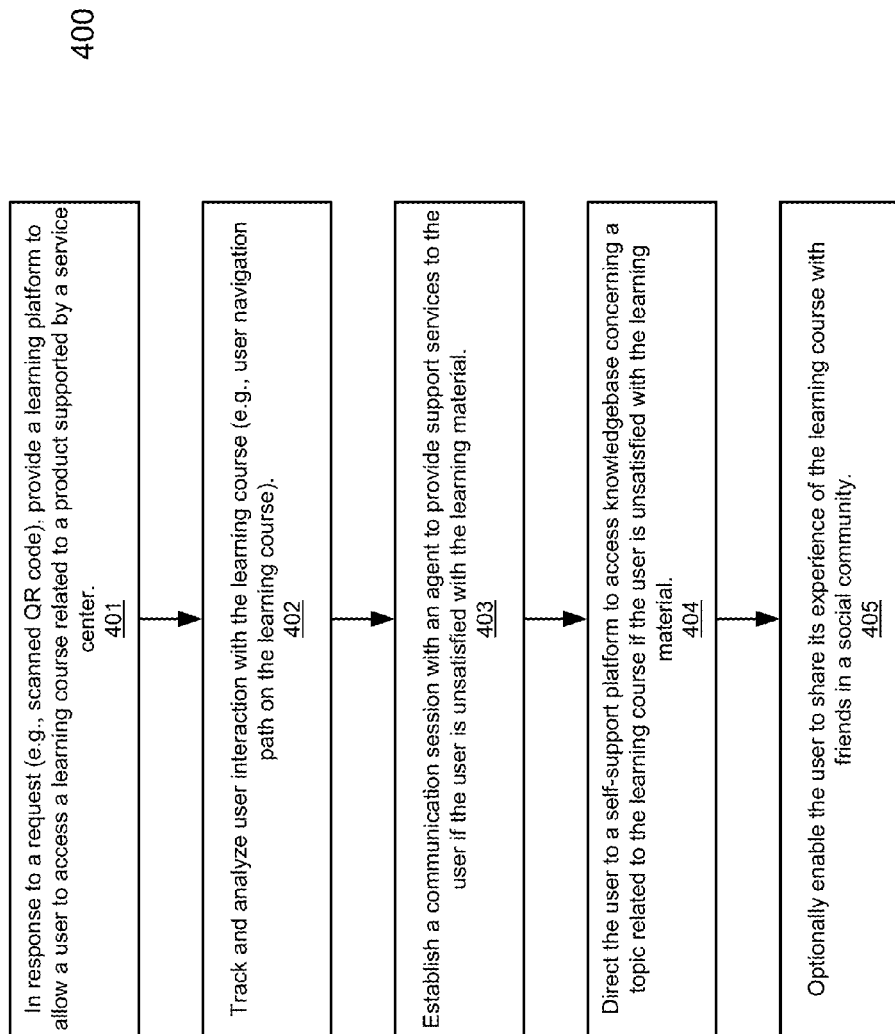 400
In response to a request (e.g., scanned QR code), provide a learning platform to
allow a user to access a learning course related to a product supported by a service
center.
401
Track and analyze user interaction with the learning course (e.g., user navigation
path on the learning course).
402
Establish a communication session with an agent to provide support services to the
user if the user is unsatisfied with the learning material.
403
Direct the user to a self-support platform to access knowledgebase concerning a
topic related to the learning course if the user is unsatisfied with the learning
material.
404
Optionally enable the user to share its experience of the learning course with
friends in a social community.
405